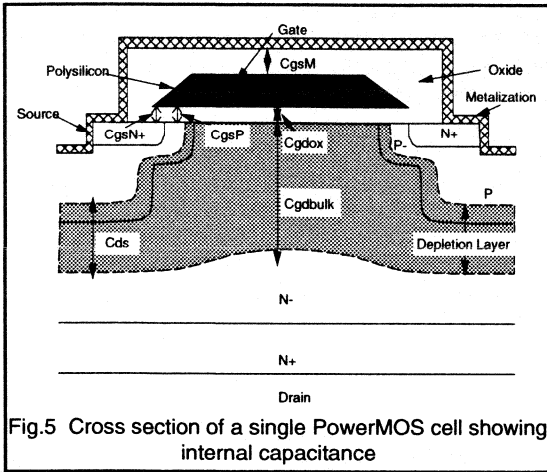 Gate
CgsM
Polysilicon
Oxide
Metalization
Source
CgsN+
CgsP
Cgdox
P-
N+
Cgdbulk
P
Cds
Depletion Layer
N-
N+
Drain
Fig.5 Cross section of a single PowerMOS cell showing
internal capacitance